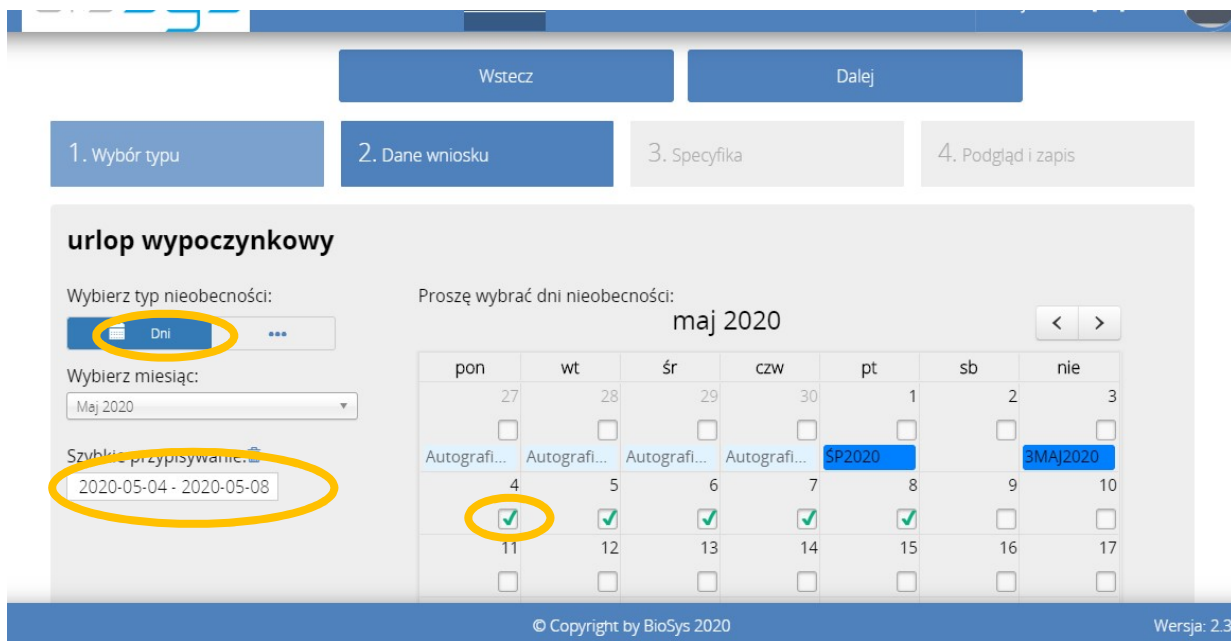 Wstecz Dalej
1. Wybór typu 2. Dane wniosku 3. Specyfika 4. Podgląd i zapis
urlop wypoczynkowy
Wybierz typ nieobecności:
Dni •••
Wybierz miesiąc:
Maj 2020
Szybkie przypisywanie:
2020-05-04 - 2020-05-08
Proszę wybrać dni nieobecności:
maj 2020 < >
pon wt śr czw pt sb nie
27 28 29 30 1 2 3
Autografi... Autografi... Autografi... Autografi... ŚP2020 3MAJ2020
4 5 6 7 8 9 10
11 12 13 14 15 16 17
© Copyright by BioSys 2020 Wersja: 2.3